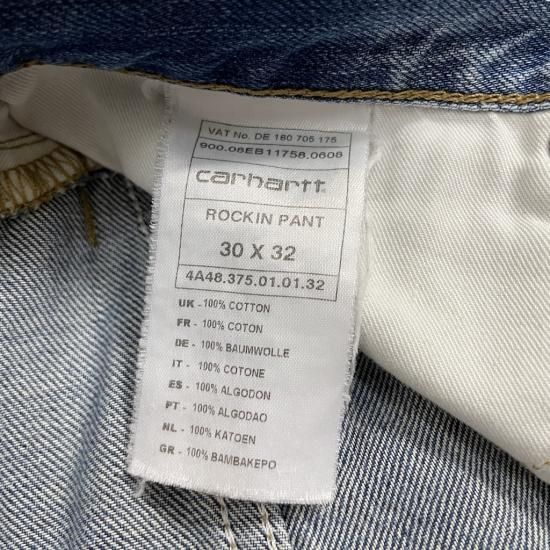 VAT No. DE 180 705 175
900.08EB11758.0608
carhartt
ROCKIN PANT
30 X 32
4A48.375.01.01.32
UK - 100% COTTON
FR - 100% COTON
DE - 100% BAUMWOLLE
IT - 100% COTONE
ES - 100% ALGODON
PT - 100% ALGODAO
NL - 100% KATOEN
GR - 100% BAMBAKEPO